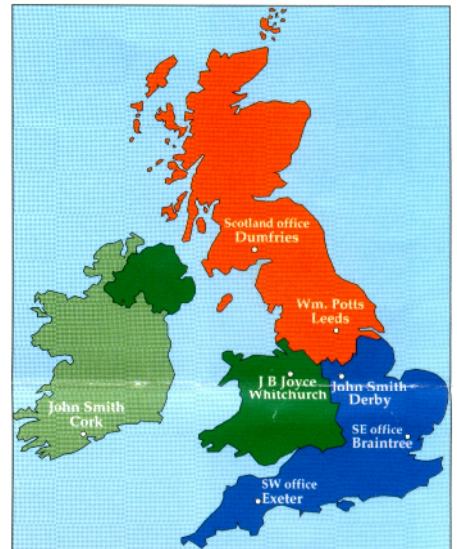 Scotland office
Dumfries
Wm. Potts
Leeds
J B Joyce
Whitchurch
John Smith
Derby
John Smith
Cork
SE office
Braintree
SW office
Exeter